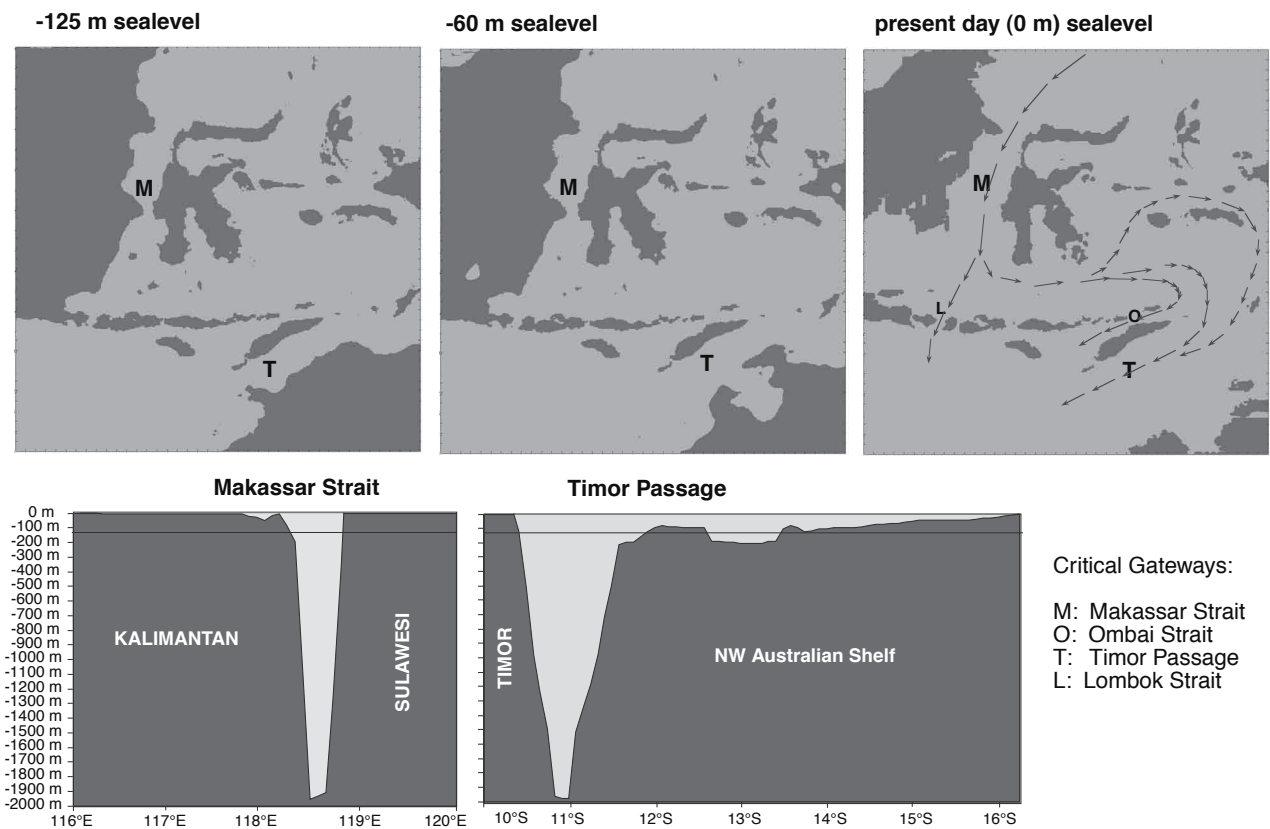 -125 m sealevel
-60 m sealevel
present day (0 m) sealevel
M
T
M
T
M
L
O
T
Makassar Strait
Timor Passage
0 m
-100 m
-200 m
-300 m
-400 m
-500 m
-600 m
-700 m
-800 m
-900 m
-1000 m
-1100 m
-1200 m
-1300 m
-1400 m
-1500 m
-1600 m
-1700 m
-1800 m
-1900 m
-2000 m
KALIMANTAN
SULAWESI
116°E 117°E 118°E 119°E 120°E
TIMOR
NW Australian Shelf
10°S 11°S 12°S 13°S 14°S 15°S 16°S
Critical Gateways:
M: Makassar Strait
O: Ombai Strait
T: Timor Passage
L: Lombok Strait